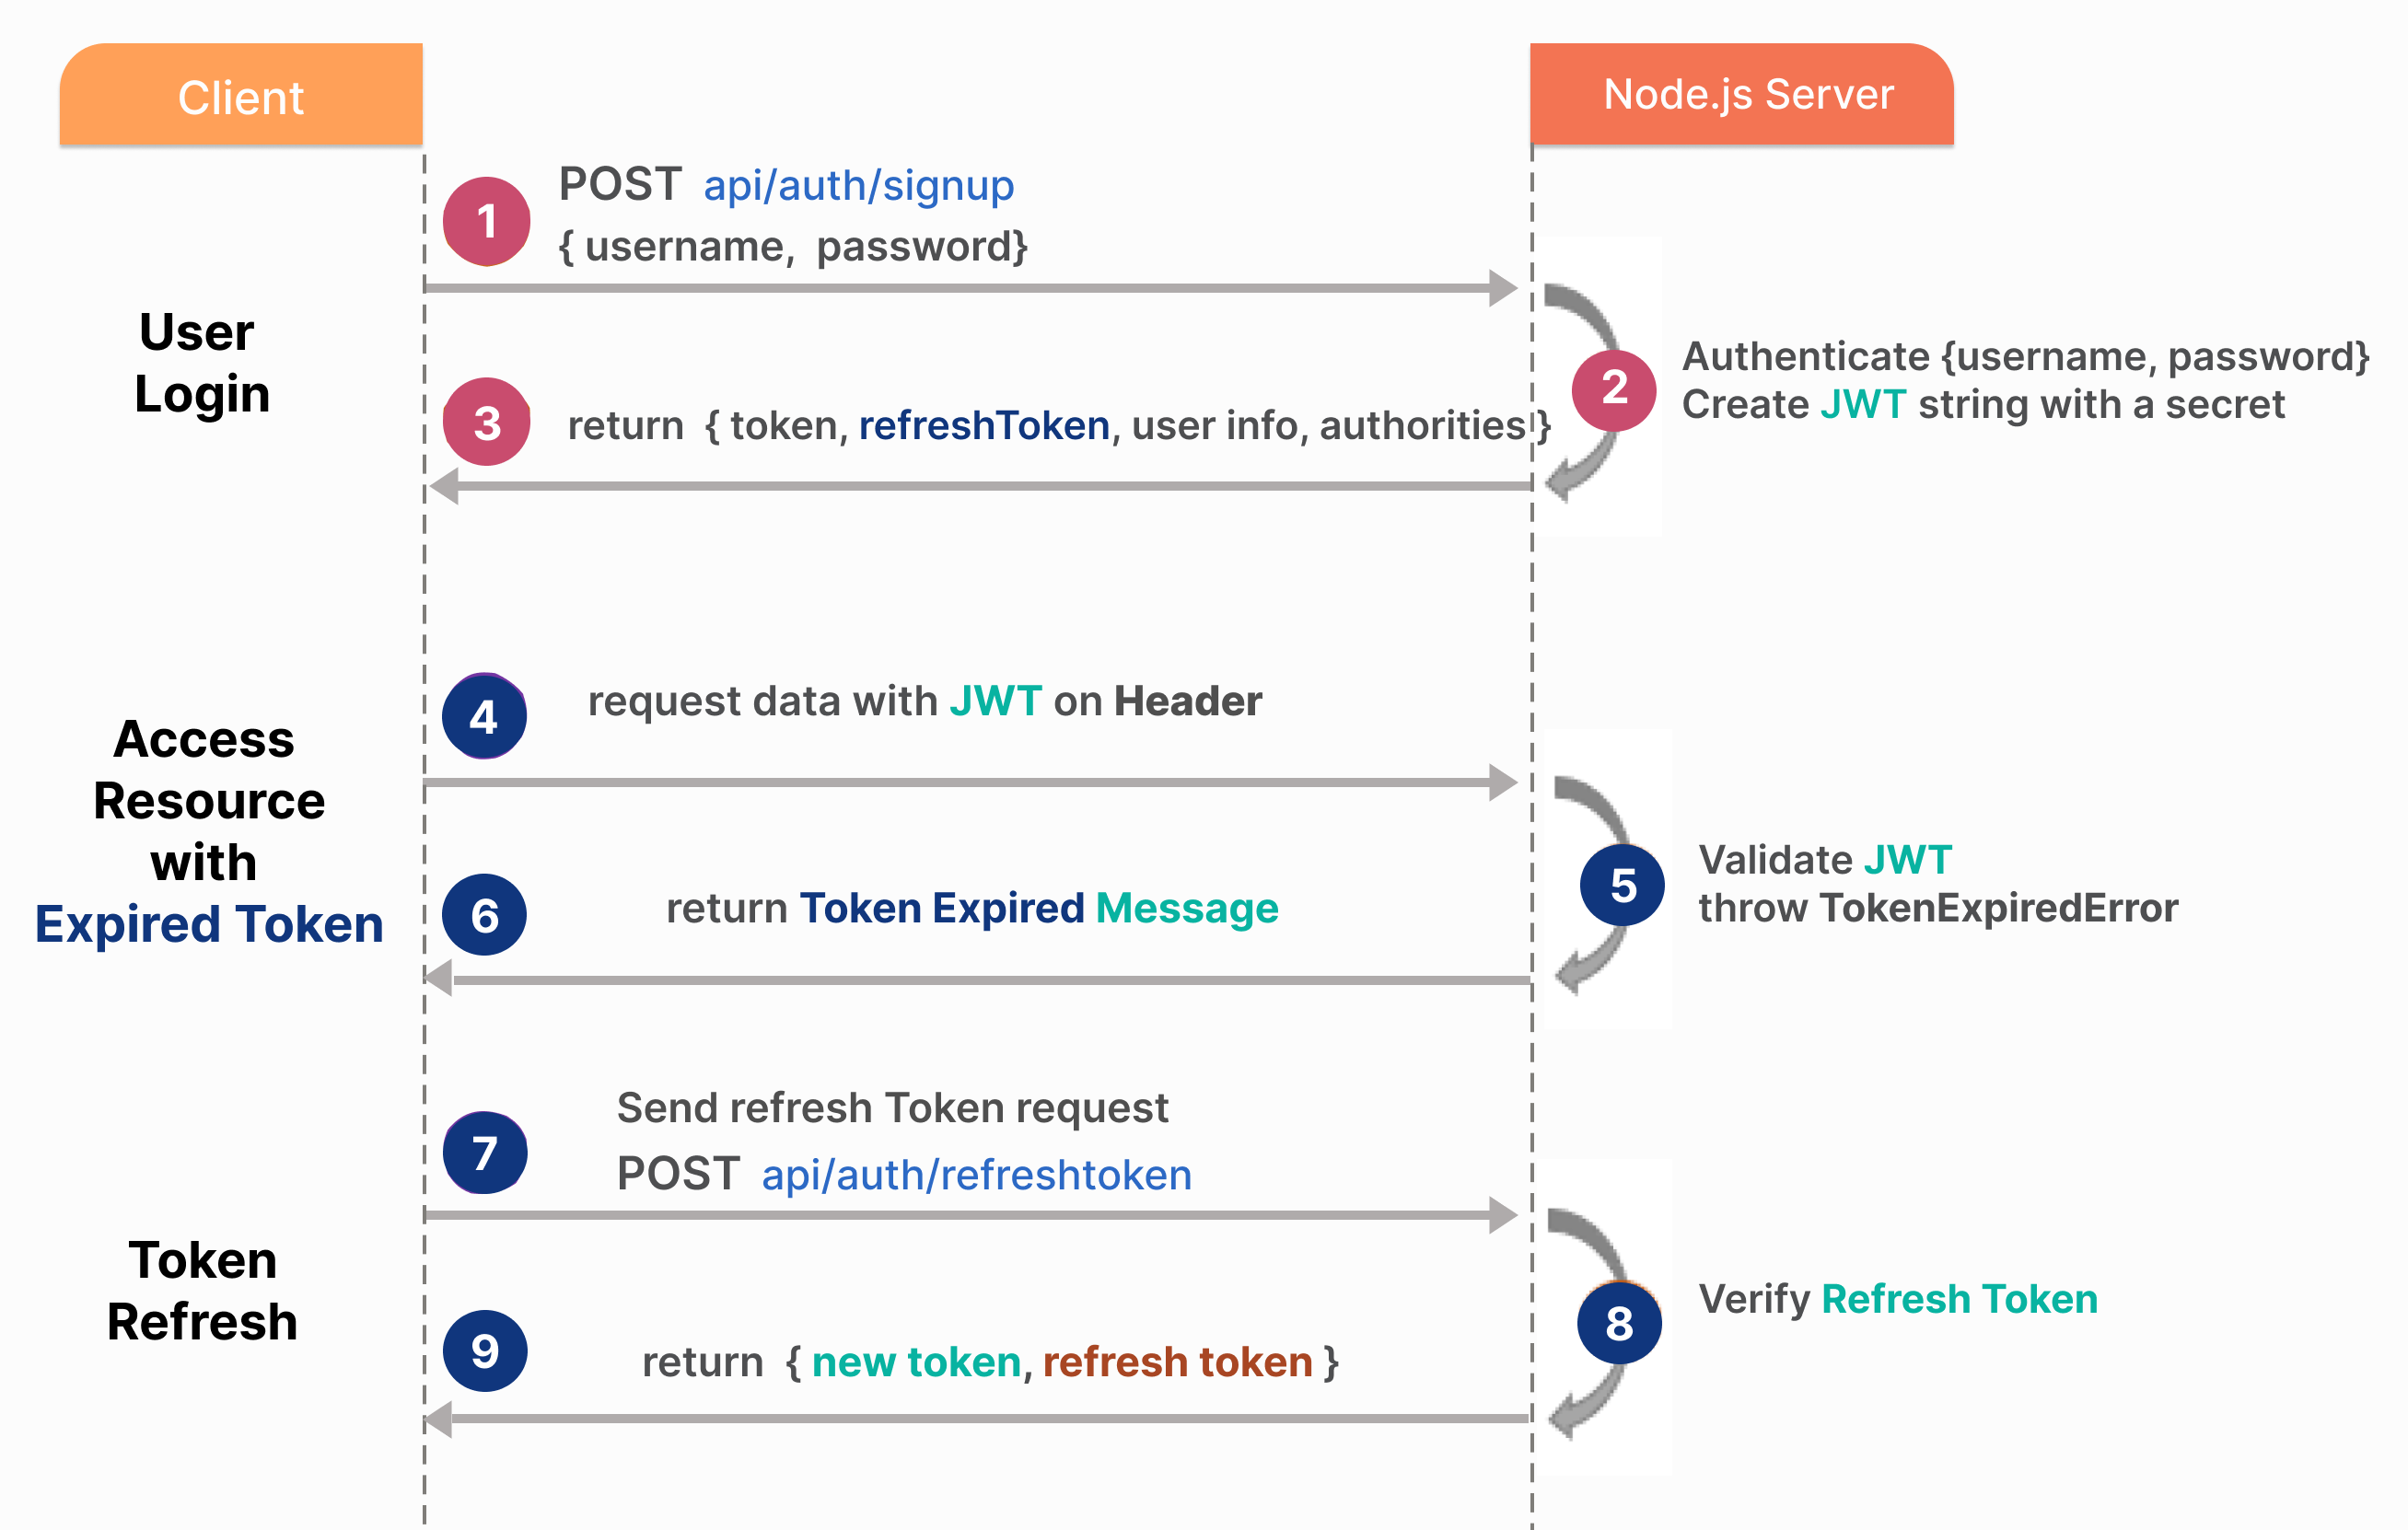 Client
Node.js Server
1
POST api/auth/signup
{ username, password}
User
Login
2
Authenticate {username, password}
Create JWT string with a secret
3
return { token, refreshToken, user info, authorities }
4
request data with JWT on Header
Access
Resource
with
Expired Token
5
Validate JWT
throw TokenExpiredError
6
return Token Expired Message
7
Send refresh Token request
POST api/auth/refreshtoken
Token
Refresh
8
Verify Refresh Token
9
return { new token, refresh token }